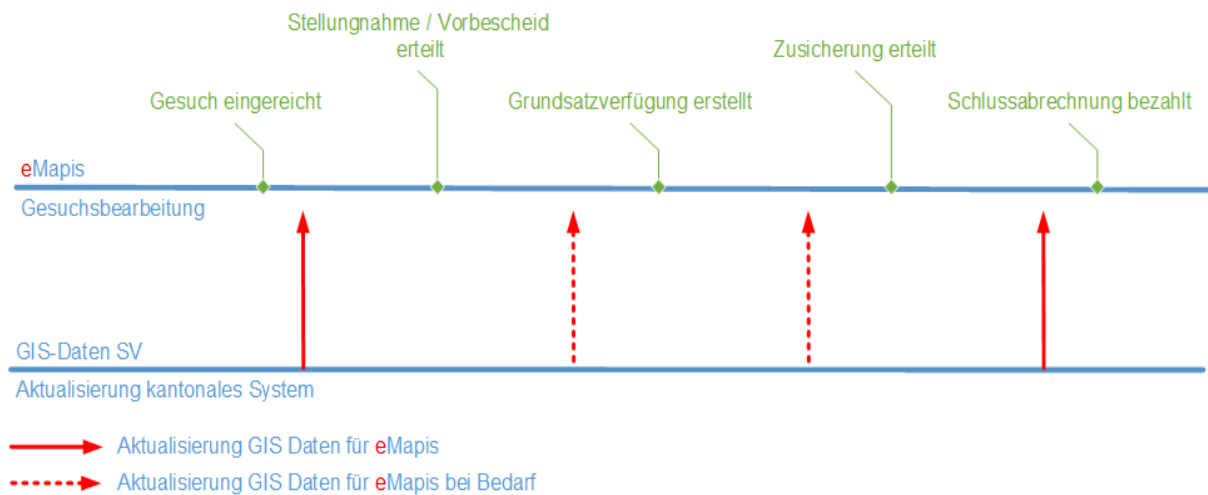 Stellungnahme / Vorbescheid
erteilt
Zusicherung erteilt
Gesuch eingereicht
Grundsatzverfügung erstellt
Schlussabrechnung bezahlt
eMapis
Gesuchsbearbeitung
GIS-Daten SV
Aktualisierung kantonales System
Aktualisierung GIS Daten für eMapis
Aktualisierung GIS Daten für eMapis bei Bedarf